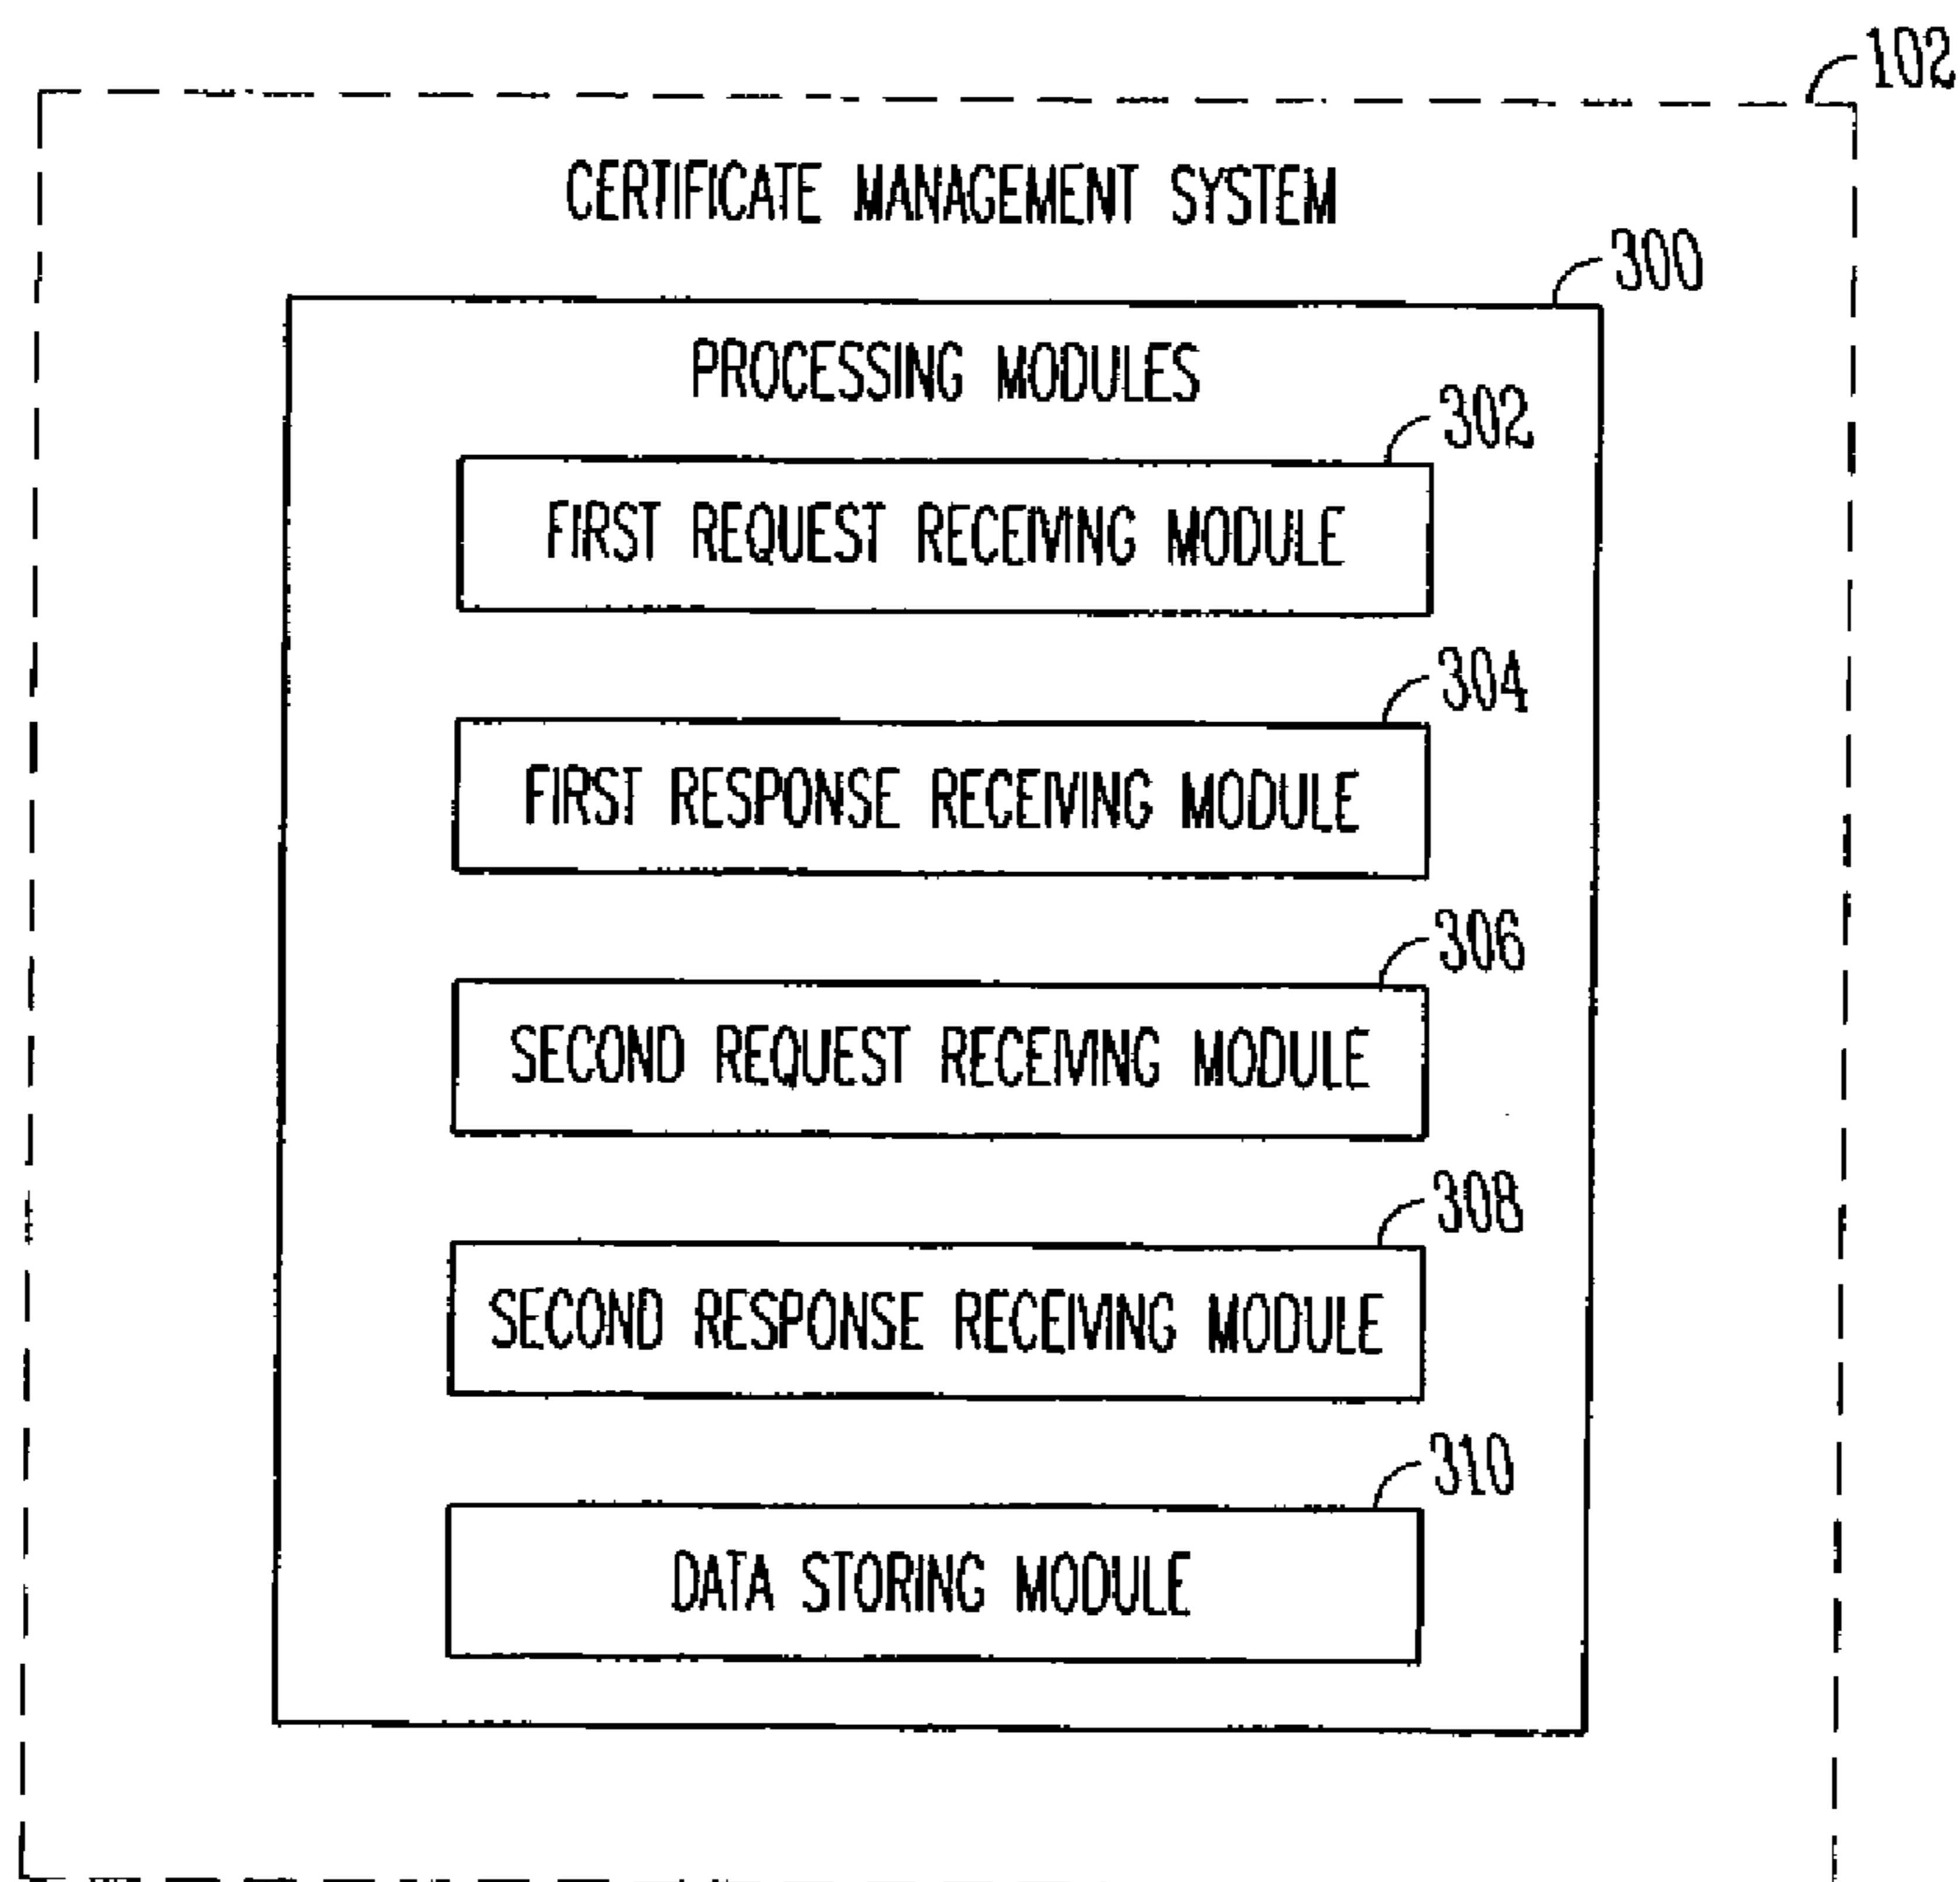 102
CERTIFICATE MANAGEMENT SYSTEM
300
PROCESSING MODULES
302
FIRST REQUEST RECEIVING MODULE
304
FIRST RESPONSE RECEIVING MODULE
306
SECOND REQUEST RECEIVING MODULE
308
SECOND RESPONSE RECEIVING MODULE
310
DATA STORING MODULE